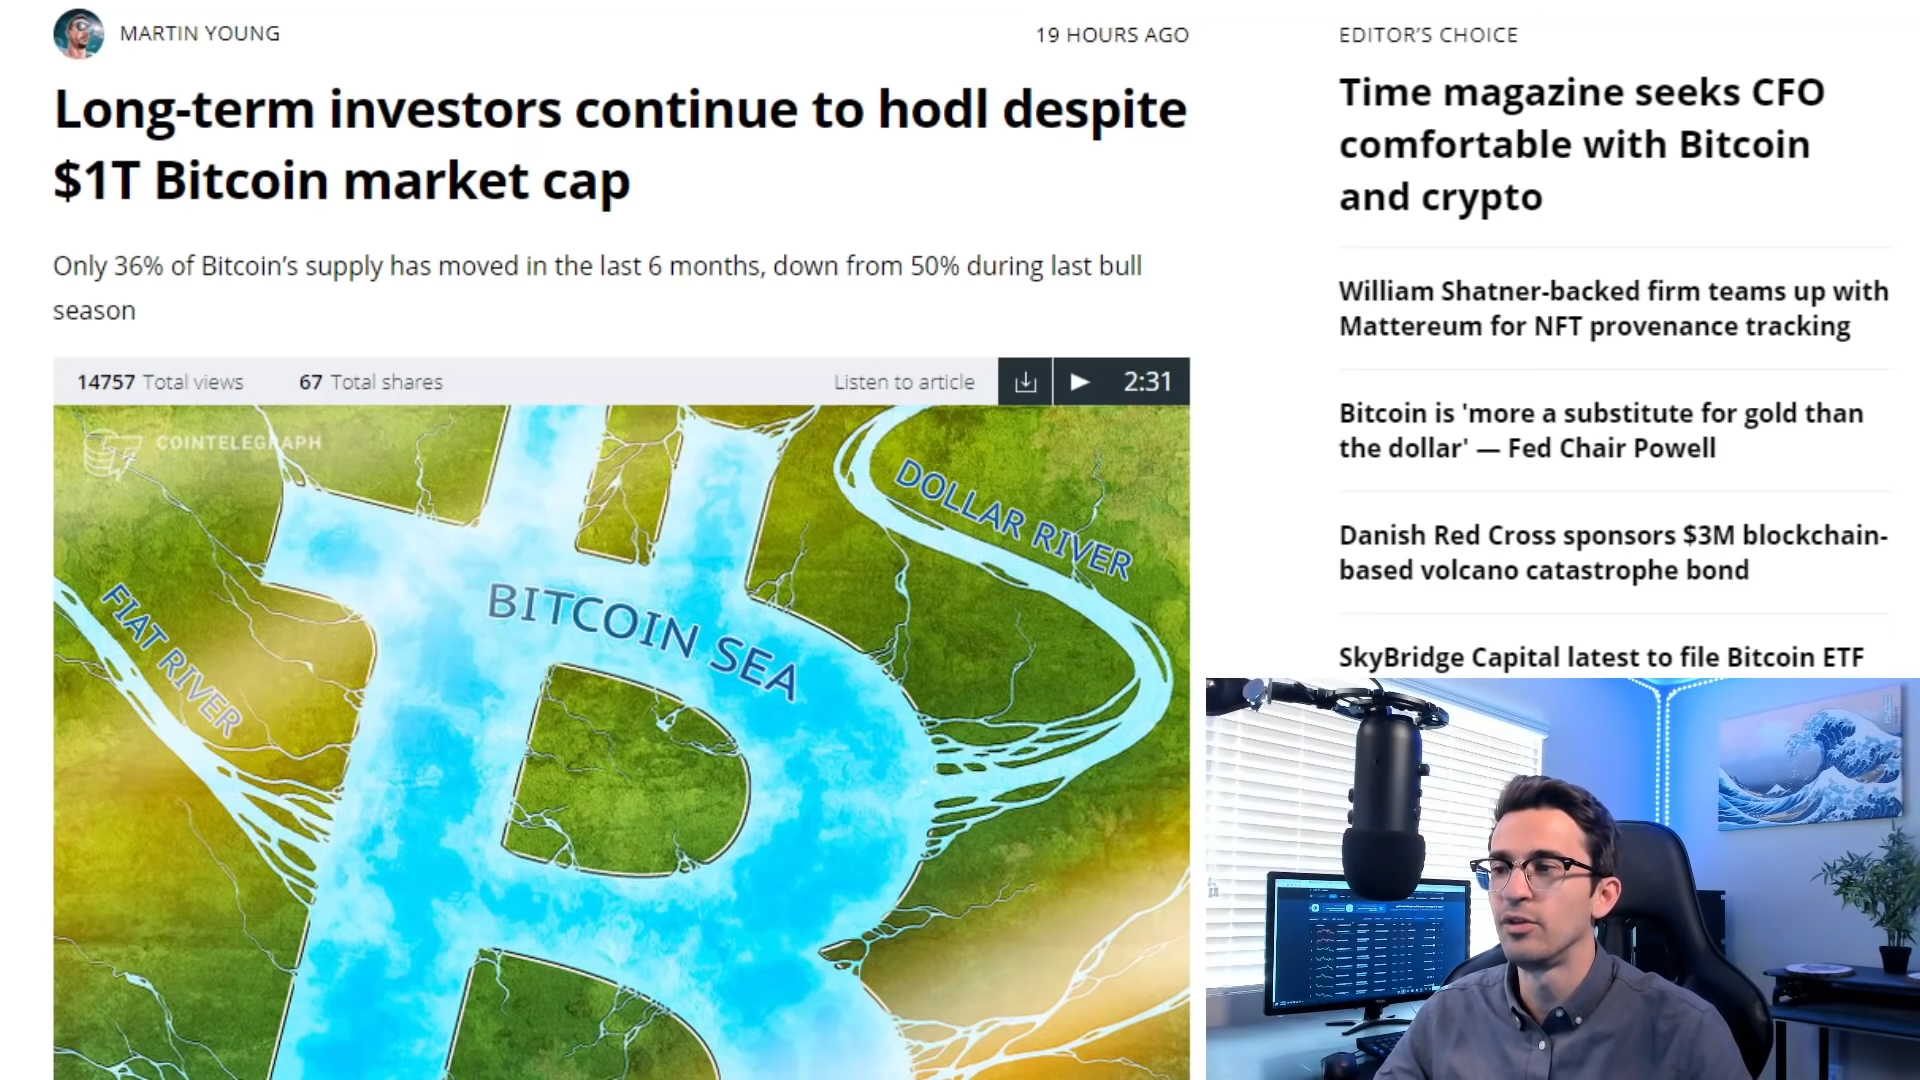 MARTIN YOUNG
19 HOURS AGO
Long-term investors continue to hodl despite
$1T Bitcoin market cap
Only 36% of Bitcoin’s supply has moved in the last 6 months, down from 50% during last bull
season
14757 Total views
67 Total shares
Listen to article
2:31
COINTELEGRAPH
DOLLAR RIVER
BITCOIN SEA
FIAT RIVER
EDITOR’S CHOICE
Time magazine seeks CFO
comfortable with Bitcoin
and crypto
William Shatner-backed firm teams up with
Mattereum for NFT provenance tracking
Bitcoin is 'more a substitute for gold than
the dollar' — Fed Chair Powell
Danish Red Cross sponsors $3M blockchain-
based volcano catastrophe bond
SkyBridge Capital latest to file Bitcoin ETF